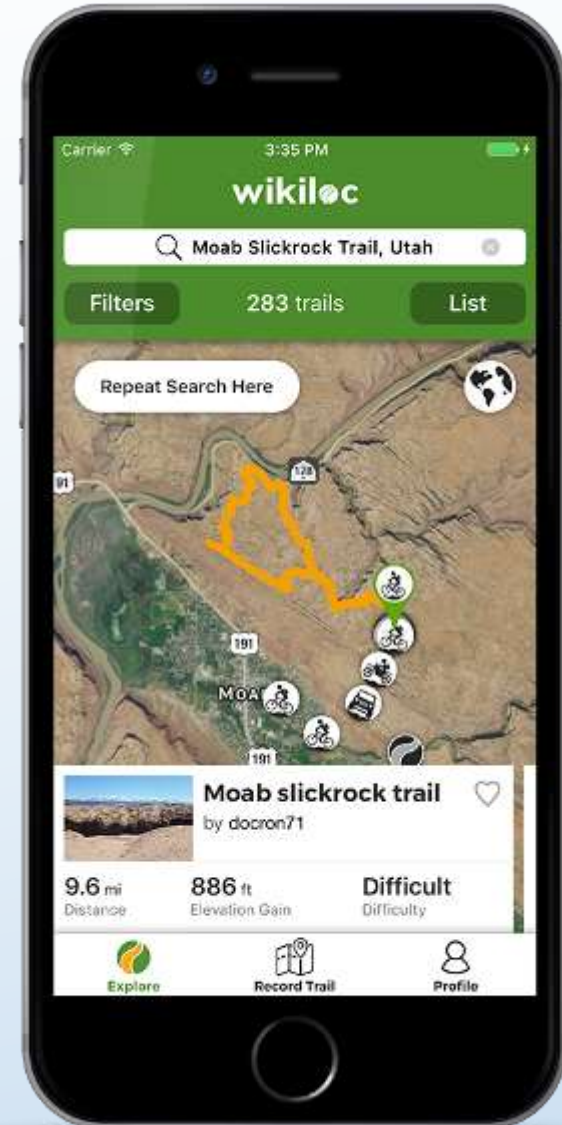 Carrier 3:35 PM
wikiloc
Moab Slickrock Trail, Utah
Filters 283 trails List
Repeat Search Here
128
91
191
MOA
191
Moab slickrock trail
by docron71
9.6 mi 886 ft Difficult
Distance Elevation Gain Difficulty
Explore Record Trail Profile